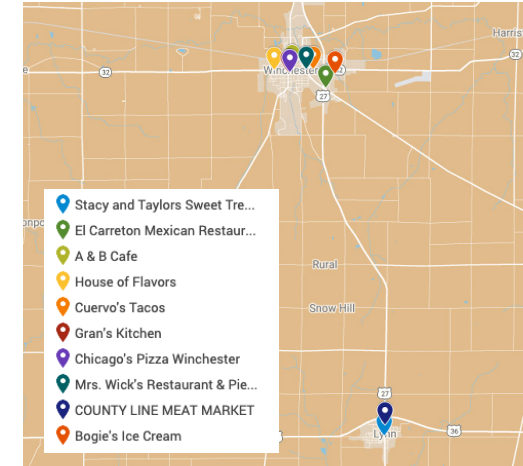 Harris
32
32
Winchester
32
27
Rural
Snow Hill
27
36
Lynn
Stacy and Taylors Sweet Tre...
El Carreton Mexican Restaur...
A & B Cafe
House of Flavors
Cuervo's Tacos
Gran's Kitchen
Chicago's Pizza Winchester
Mrs. Wick's Restaurant & Pie...
COUNTY LINE MEAT MARKET
Bogie's Ice Cream